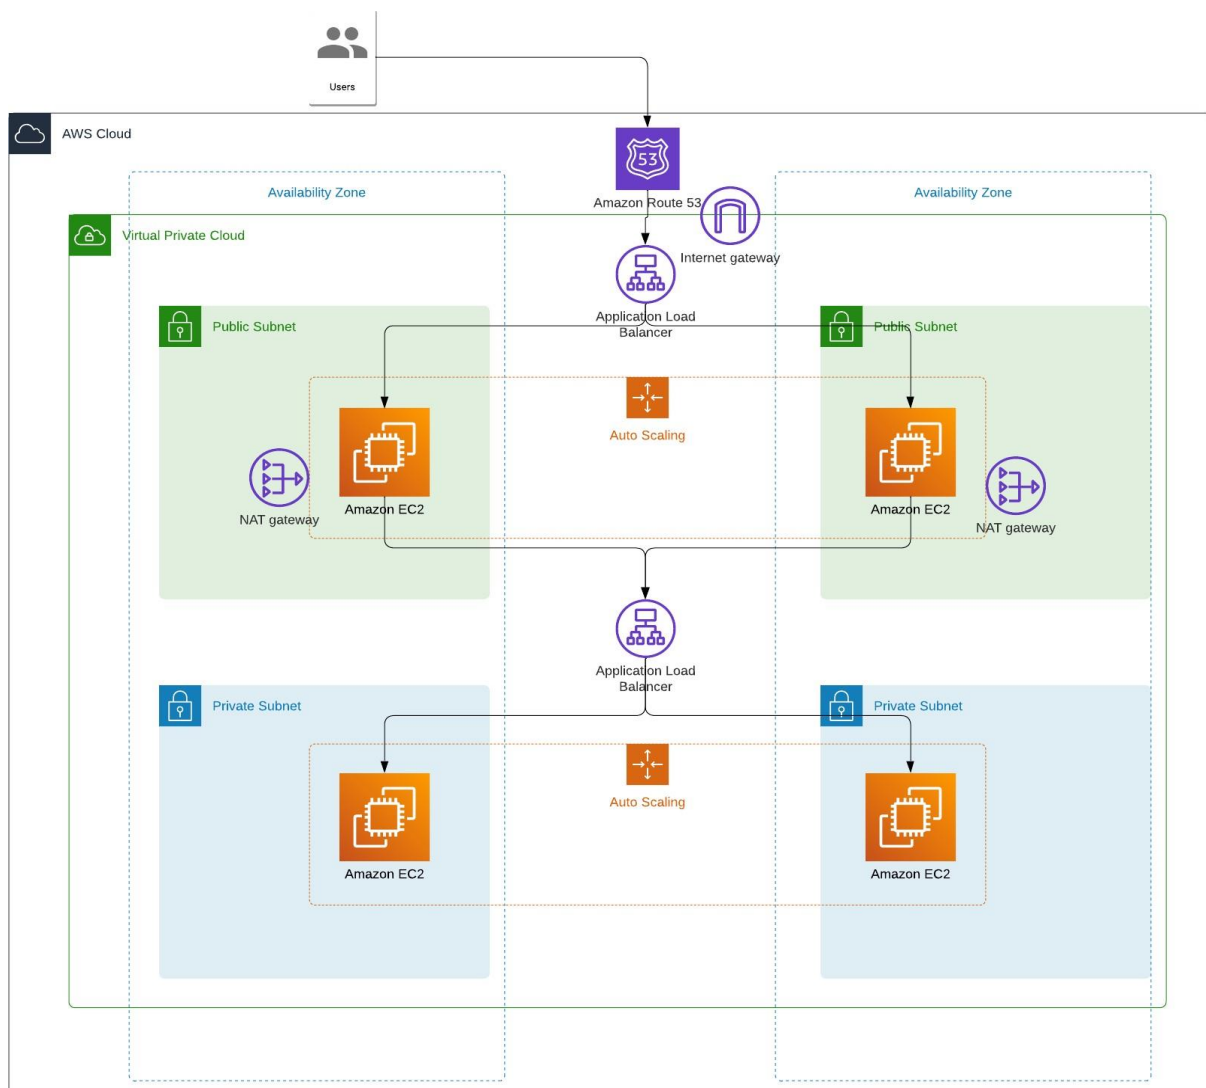 Users
AWS Cloud
53
Availability Zone
Availability Zone
Amazon Route 53
Virtual Private Cloud
Internet gateway
Application Load
Balancer
Public Subnet
Public Subnet
Auto Scaling
Amazon EC2
Amazon EC2
NAT gateway
NAT gateway
Application Load
Balancer
Private Subnet
Private Subnet
Auto Scaling
Amazon EC2
Amazon EC2